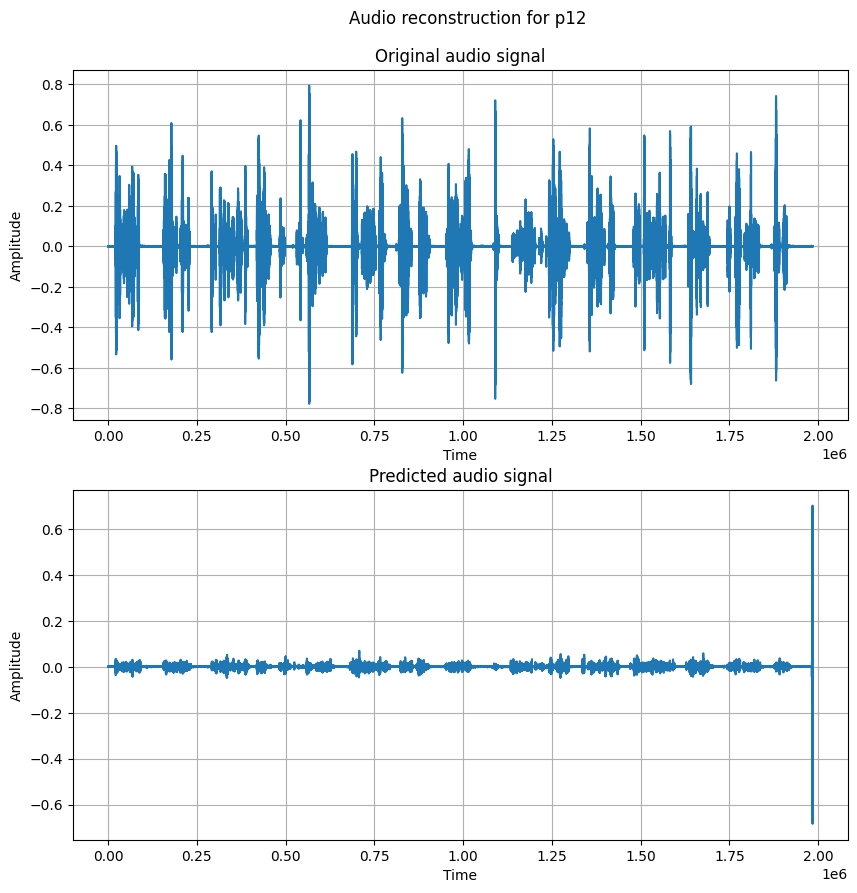 Audio reconstruction for p12
Original audio signal
0.8
0.6
0.4
0.2
0.0
−0.2
−0.4
−0.6
−0.8
Amplitude
0.00 0.25 0.50 0.75 1.00 1.25 1.50 1.75 2.00
Time
1e6
Predicted audio signal
0.6
0.4
0.2
0.0
−0.2
−0.4
−0.6
Amplitude
0.00 0.25 0.50 0.75 1.00 1.25 1.50 1.75 2.00
Time
1e6